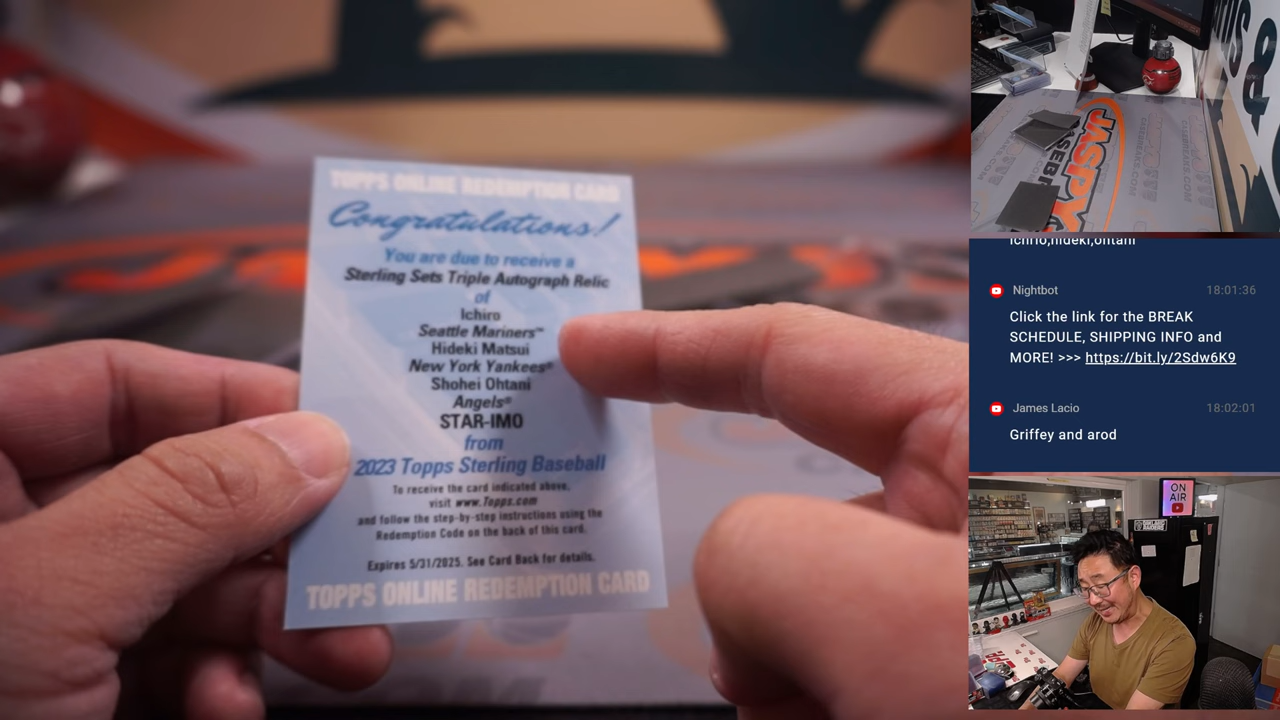 TOPPS ONLINE REDEMPTION CARD
Congratulations!
You are due to receive a
Sterling Sets Triple Autograph Relic
of
Ichiro
Seattle Mariners™
Hideki Matsui
New York Yankees®
Shohei Ohtani
Angels®
STAR-IMO
from
2023 Topps Sterling Baseball
To receive the card indicated above,
visit www.Topps.com
and follow the step-by-step instructions using the
Redemption Code on the back of this card.
Expires 5/31/2025. See Card Back for details.
TOPPS ONLINE REDEMPTION CARD
JASPY
Ichiro,hideki,ohtani
Nightbot 18:01:36
Click the link for the BREAK
SCHEDULE, SHIPPING INFO and
MORE! >>> https://bit.ly/2Sdw6K9
James Lacio 18:02:01
Griffey and arod
ON
AIR